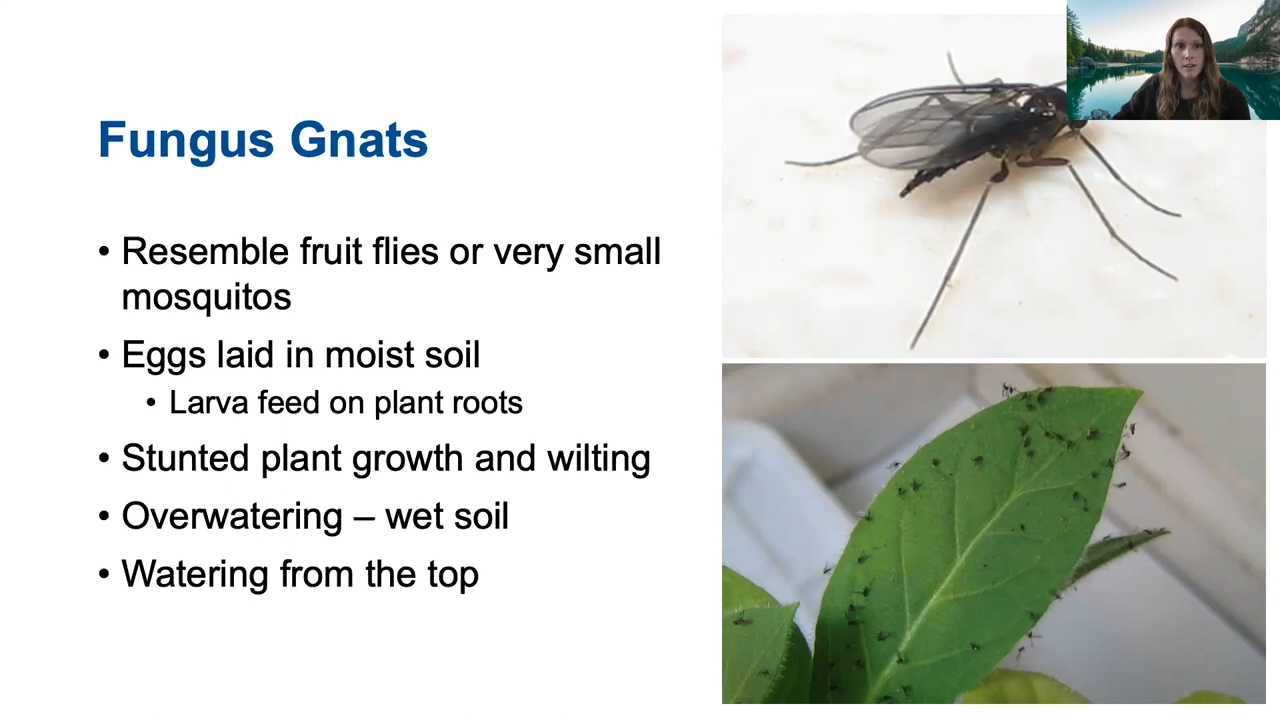 Fungus Gnats
• Resemble fruit flies or very small
mosquitos
• Eggs laid in moist soil
• Larva feed on plant roots
• Stunted plant growth and wilting
• Overwatering – wet soil
• Watering from the top